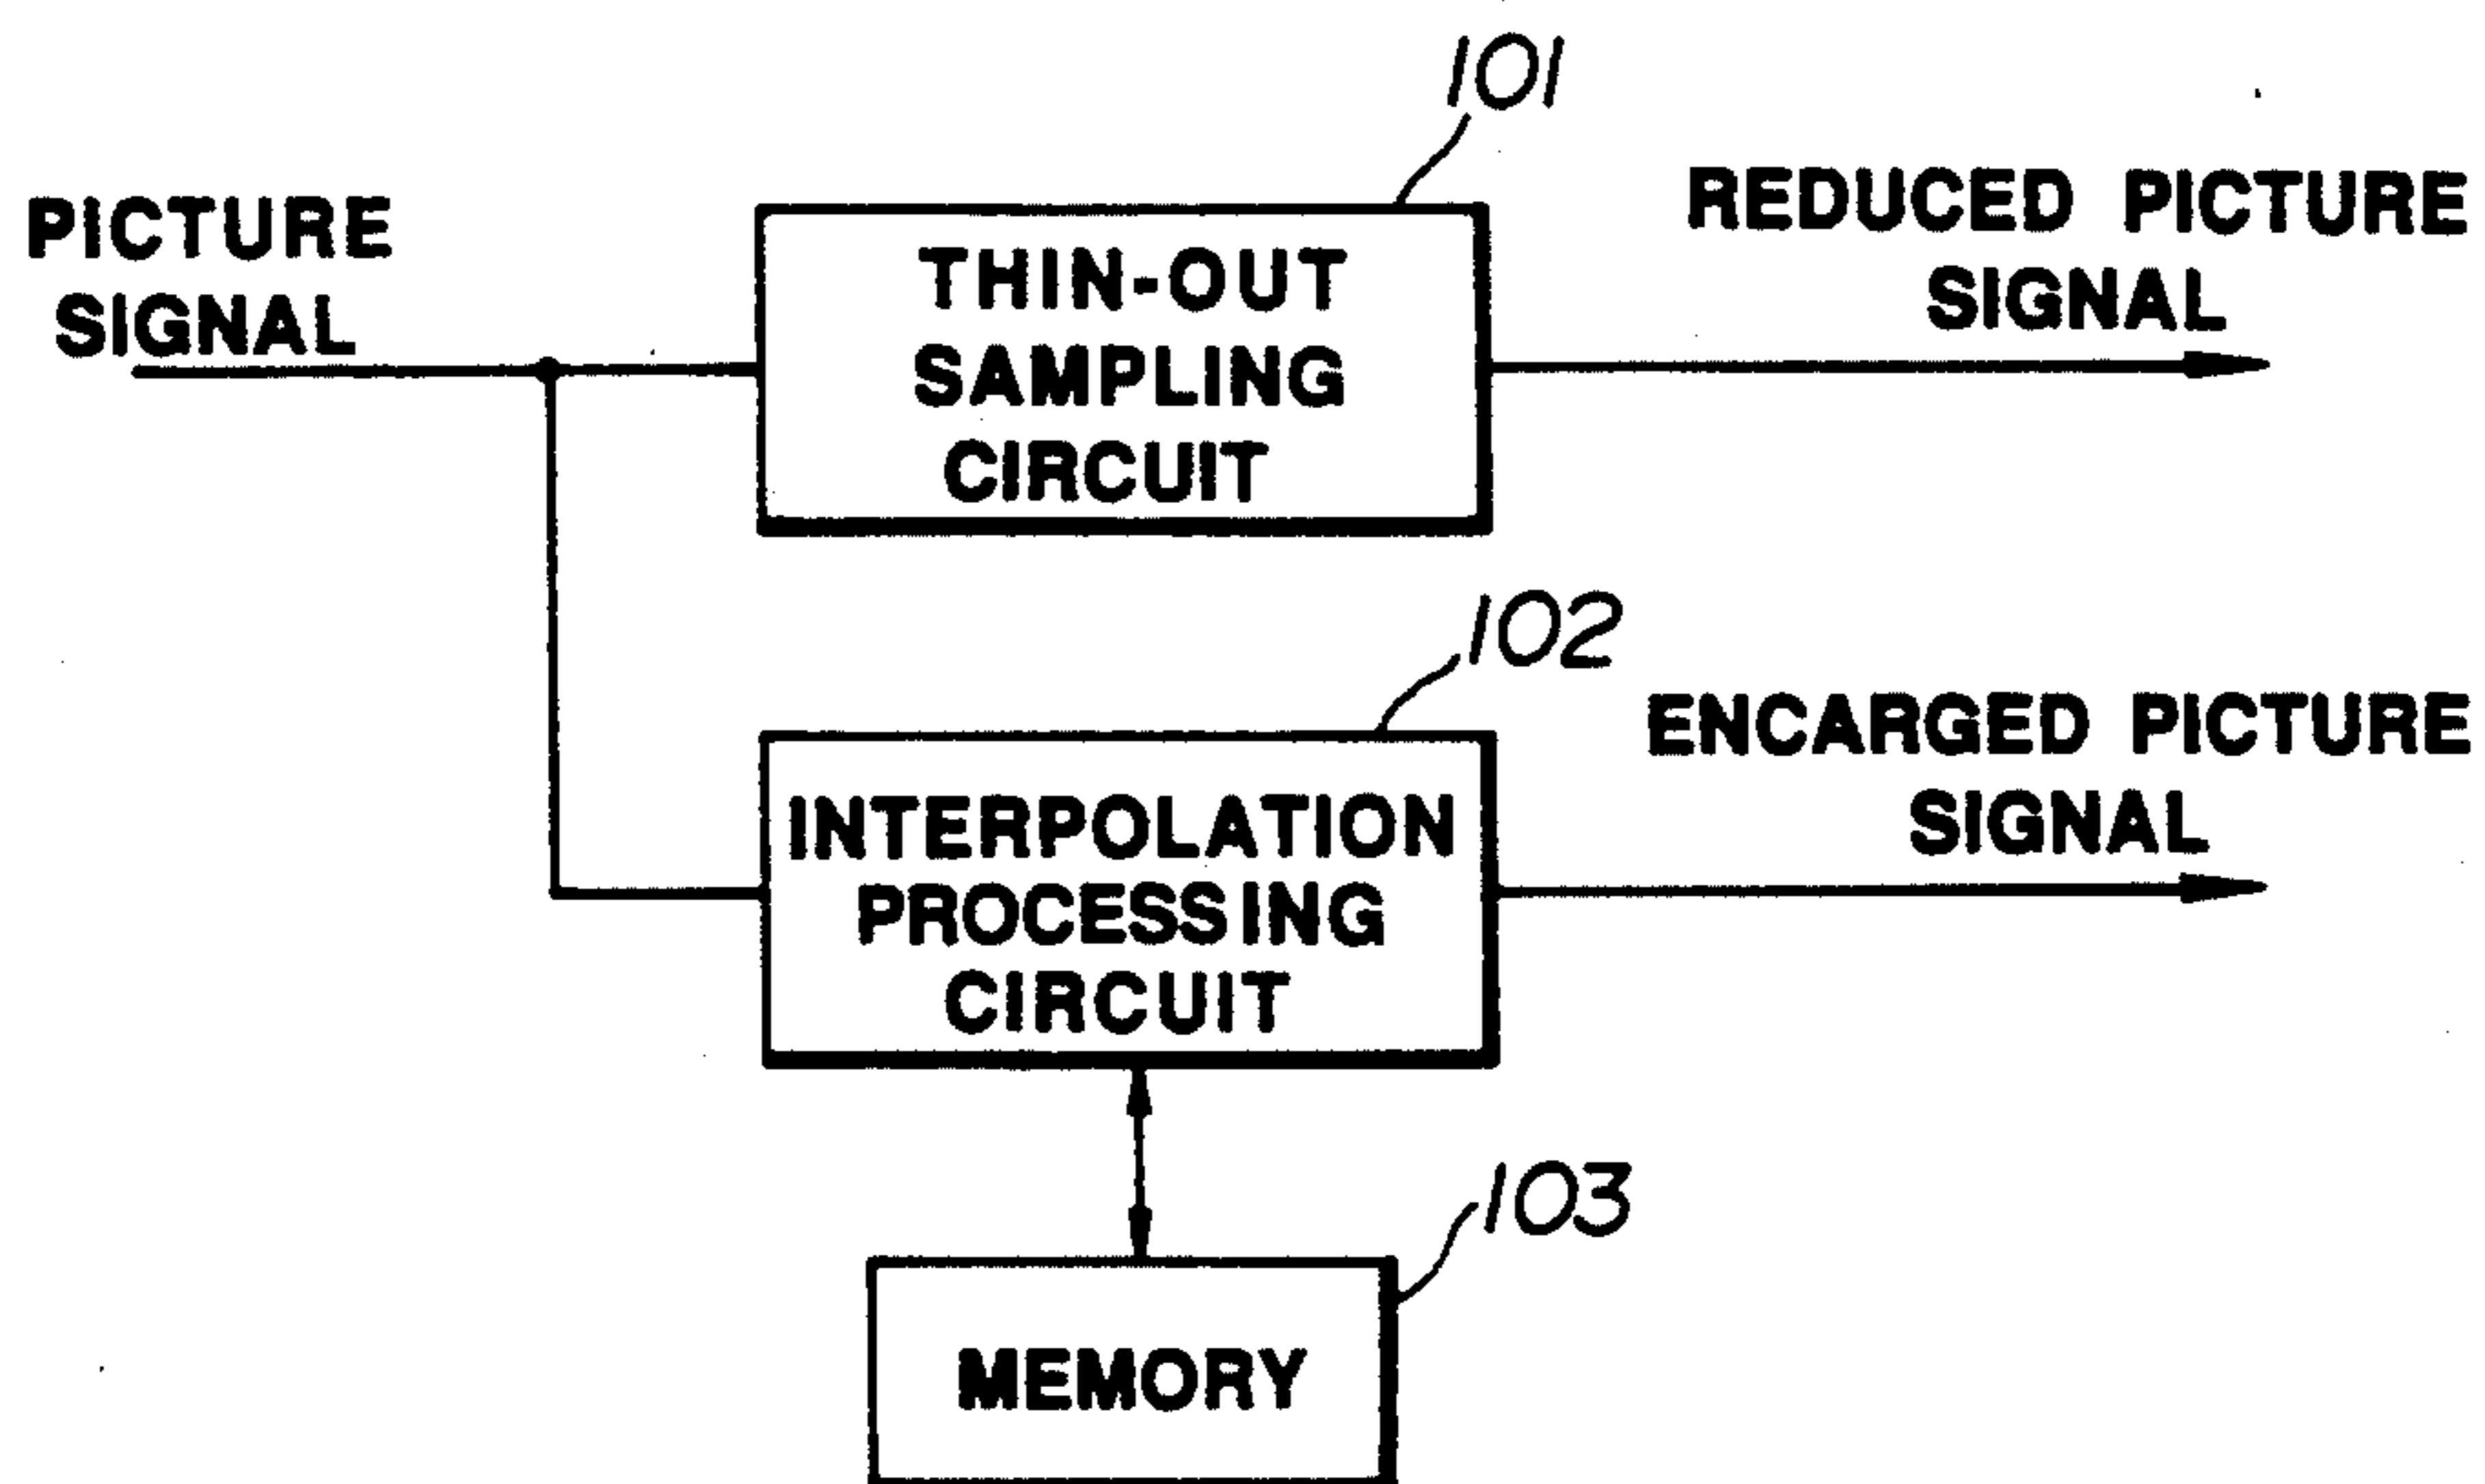 101
PICTURE
SIGNAL
THIN-OUT
SAMPLING
CIRCUIT
REDUCED PICTURE
SIGNAL
102
INTERPOLATION
PROCESSING
CIRCUIT
ENCARGED PICTURE
SIGNAL
103
MEMORY